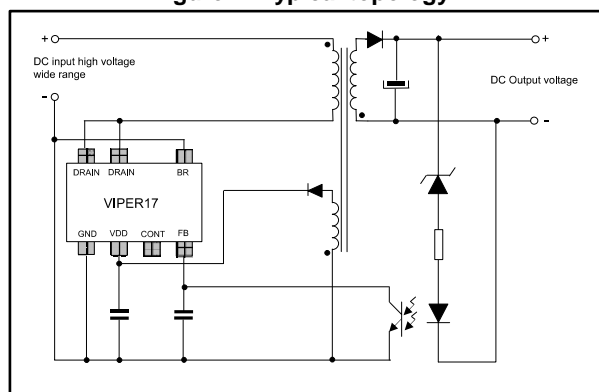 +
DC input high voltage
wide range
-
+
DC Output voltage
-
DRAIN DRAIN BR
VIPER17
GND VDD CONT FB